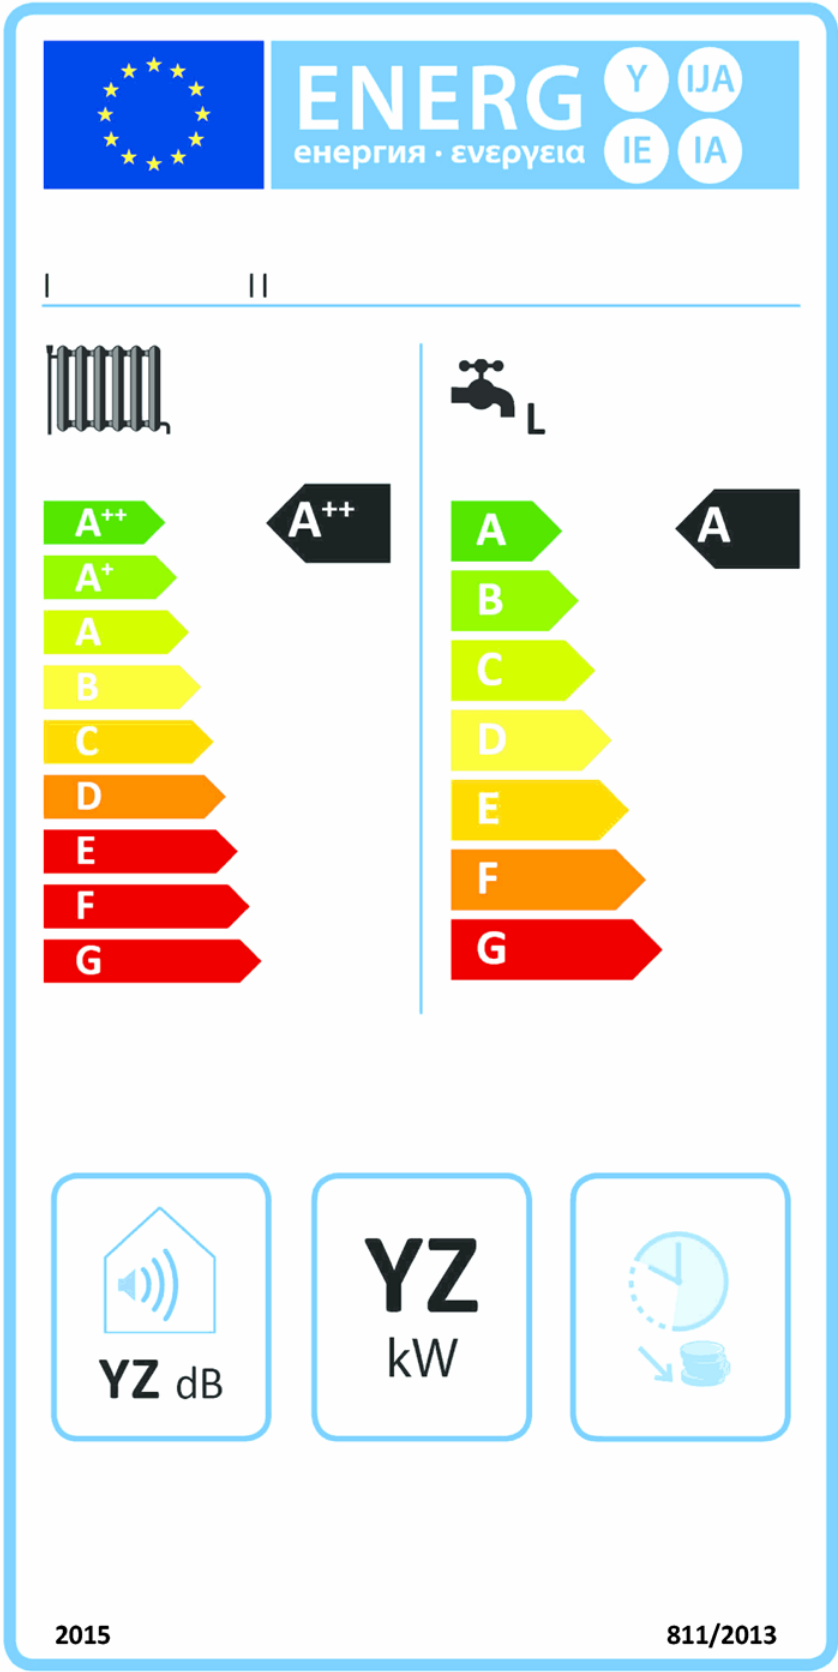 ENERG Y IJA
енергия · ενεργεια IE IA
I II
L
A++ A++
A+
A
B
C
D
E
F
G
A A
B
C
D
E
F
G
YZ dB
YZ
kW
2015 811/2013